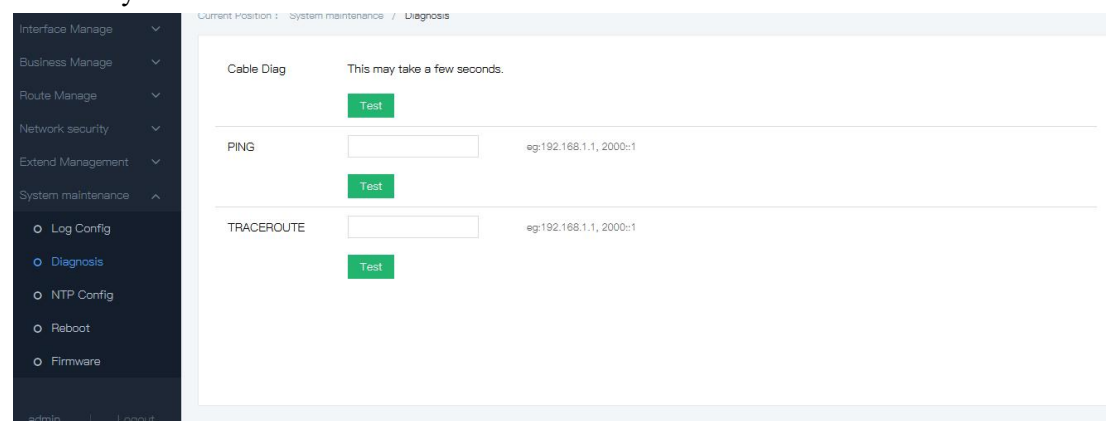 Current Position : System maintenance / Diagnosis
Interface Manage
Business Manage
Route Manage
Network security
Extend Management
System maintenance
Log Config
Diagnosis
NTP Config
Reboot
Firmware
admin | Logout
Cable Diag This may take a few seconds.
Test
PING eg:192.168.1.1, 2000::1
Test
TRACEROUTE eg:192.168.1.1, 2000::1
Test